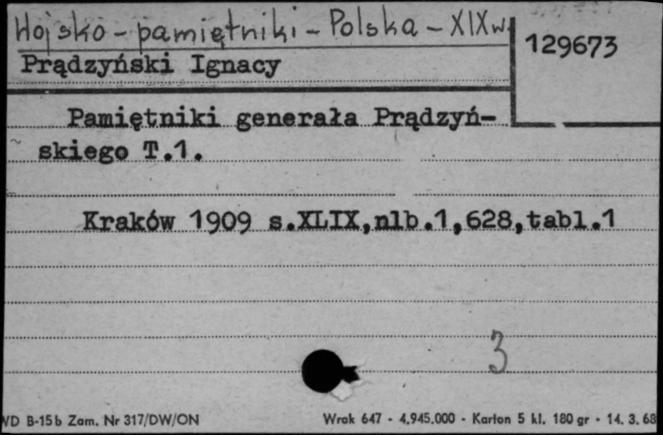 Wojsko - pamiętniki - Polska - XIXw
129673
Prądzyński Ignacy
Pamiętniki generała Prądzyń-
skiego T.1.
Kraków 1909 s.XLIX,nlb.1,628,tabl.1
3
WD B-15b Zam. Nr 317/DW/ON
Wrak 647 - 4.945.000 - Karton 5 kl. 180 gr - 14. 3. 68